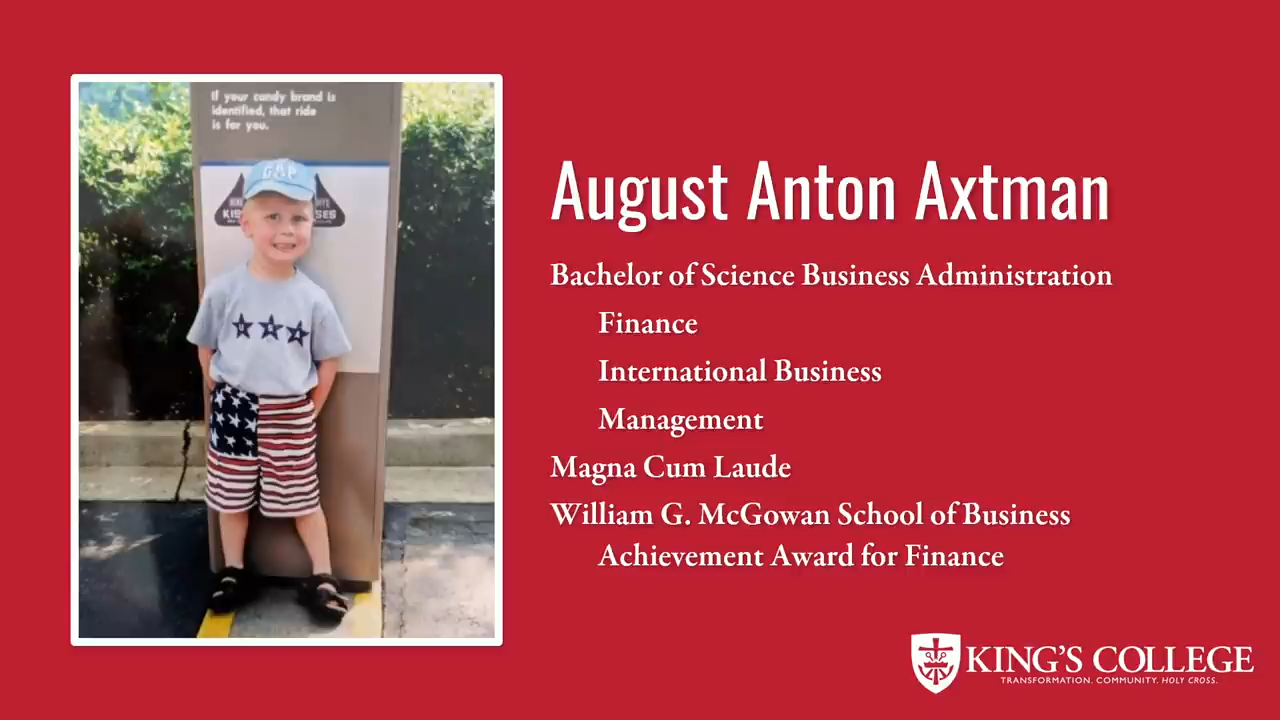 If your candy brand is
identified, that ride
is for you.
GAP
KISSES
USA
August Anton Axtman
Bachelor of Science Business Administration
Finance
International Business
Management
Magna Cum Laude
William G. McGowan School of Business
Achievement Award for Finance
KING'S COLLEGE
TRANSFORMATION. COMMUNITY. HOLY CROSS.